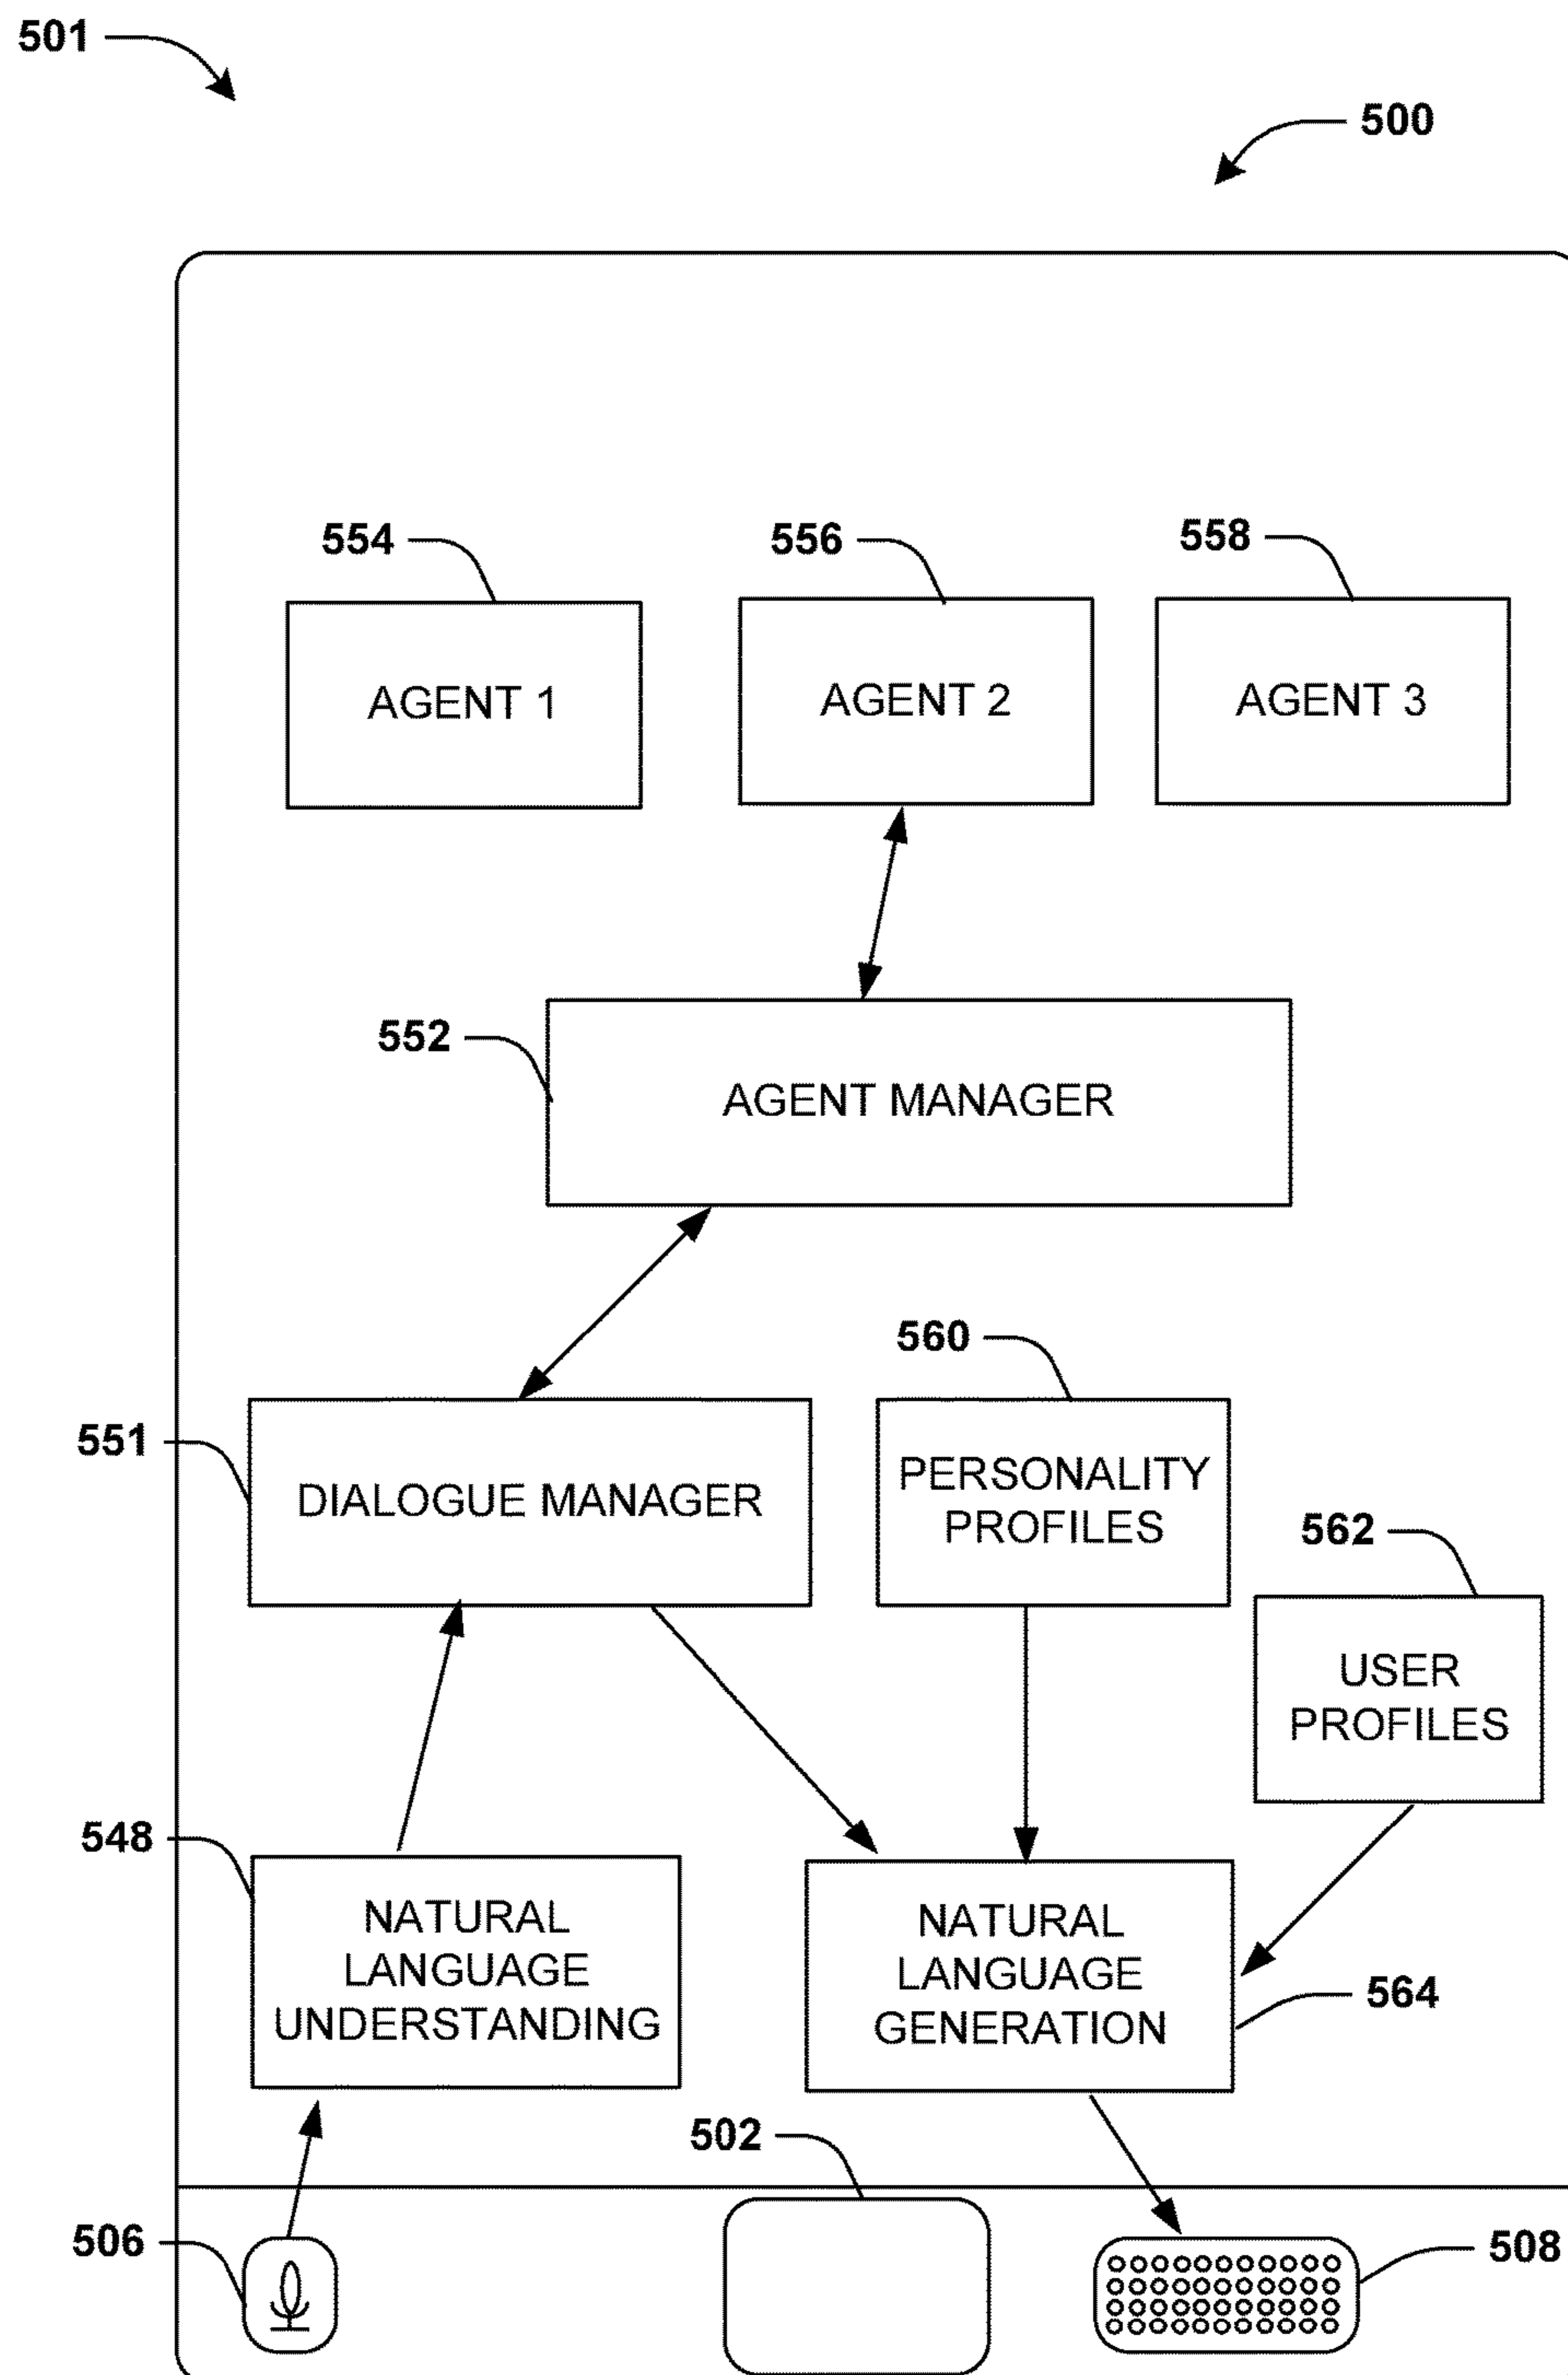 501
500
554
556
558
AGENT 1
AGENT 2
AGENT 3
552
AGENT MANAGER
560
551
DIALOGUE MANAGER
PERSONALITY
PROFILES
562
USER
PROFILES
548
NATURAL
LANGUAGE
UNDERSTANDING
NATURAL
LANGUAGE
GENERATION
564
502
506
508